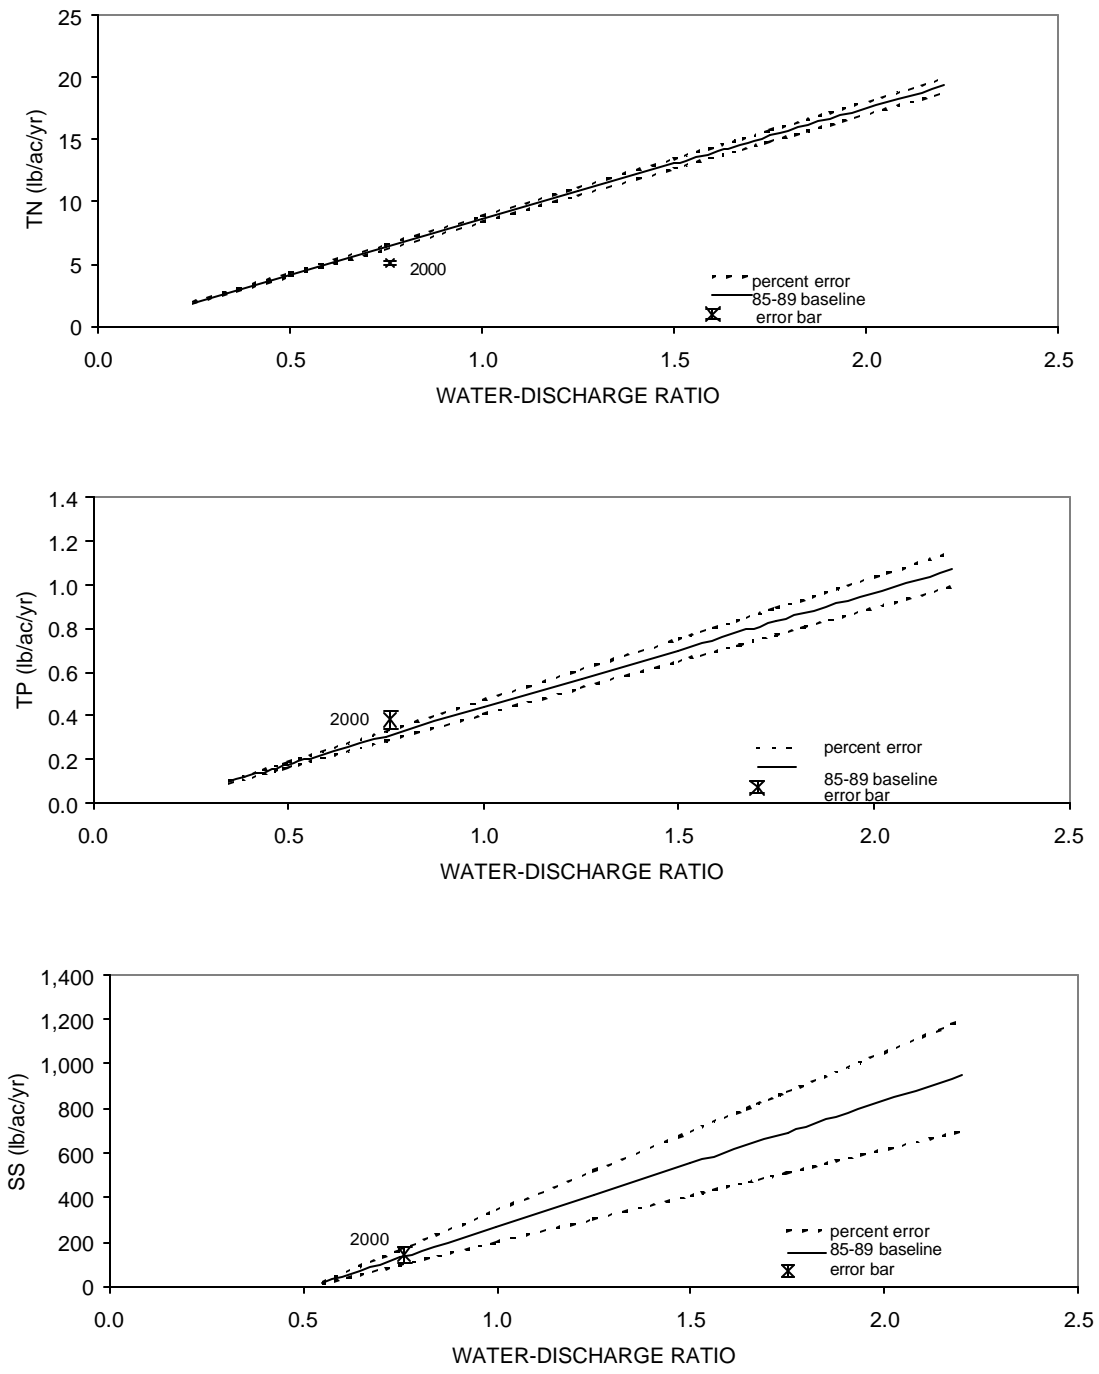 25
20
15
10
5
0
TN (lb/ac/yr)
2000
percent error
85-89 baseline
error bar
0.0 0.5 1.0 1.5 2.0 2.5
WATER-DISCHARGE RATIO
1.4
1.2
1.0
0.8
0.6
0.4
0.2
0.0
TP (lb/ac/yr)
2000
percent error
85-89 baseline
error bar
0.0 0.5 1.0 1.5 2.0 2.5
WATER-DISCHARGE RATIO
1,400
1,200
1,000
800
600
400
200
0
SS (lb/ac/yr)
2000
percent error
85-89 baseline
error bar
0.0 0.5 1.0 1.5 2.0 2.5
WATER-DISCHARGE RATIO